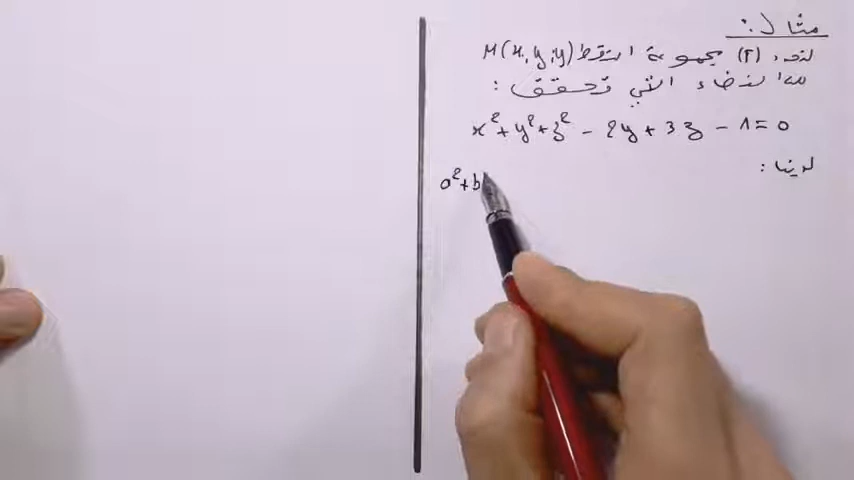 مثال:
لتكن (Γ) مجموعة النقط M(x,y,y)
من الفضاء التي تحقق :
x²+y²+z² - 2y + 3z - 1 = 0
لدينا :
a²+b